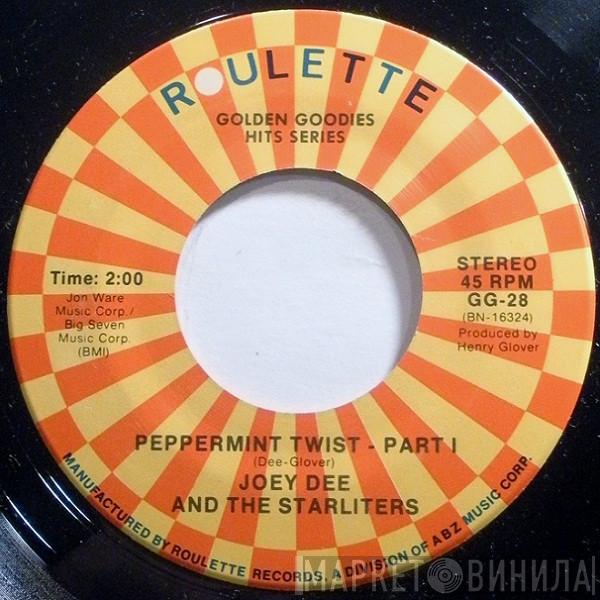 ROULETTE
GOLDEN GOODIES
HITS SERIES
Time: 2:00
Jon Ware
Music Corp./
Big Seven
Music Corp.
(BMI)
STEREO
45 RPM
GG-28
(BN-16324)
Produced by
Henry Glover
PEPPERMINT TWIST - PART I
(Dee-Glover)
JOEY DEE
AND THE STARLITERS
MANUFACTURED BY ROULETTE RECORDS, A DIVISION OF A B Z MUSIC CORP.
МАРКЕТ ВИНИЛА